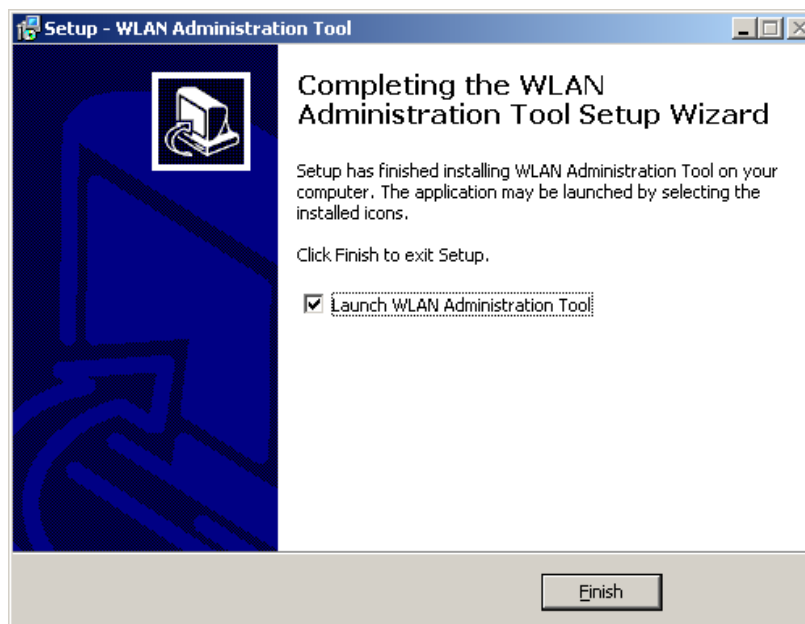 Setup - WLAN Administration Tool
Completing the WLAN
Administration Tool Setup Wizard
Setup has finished installing WLAN Administration Tool on your
computer. The application may be launched by selecting the
installed icons.
Click Finish to exit Setup.
Launch WLAN Administration Tool
Finish